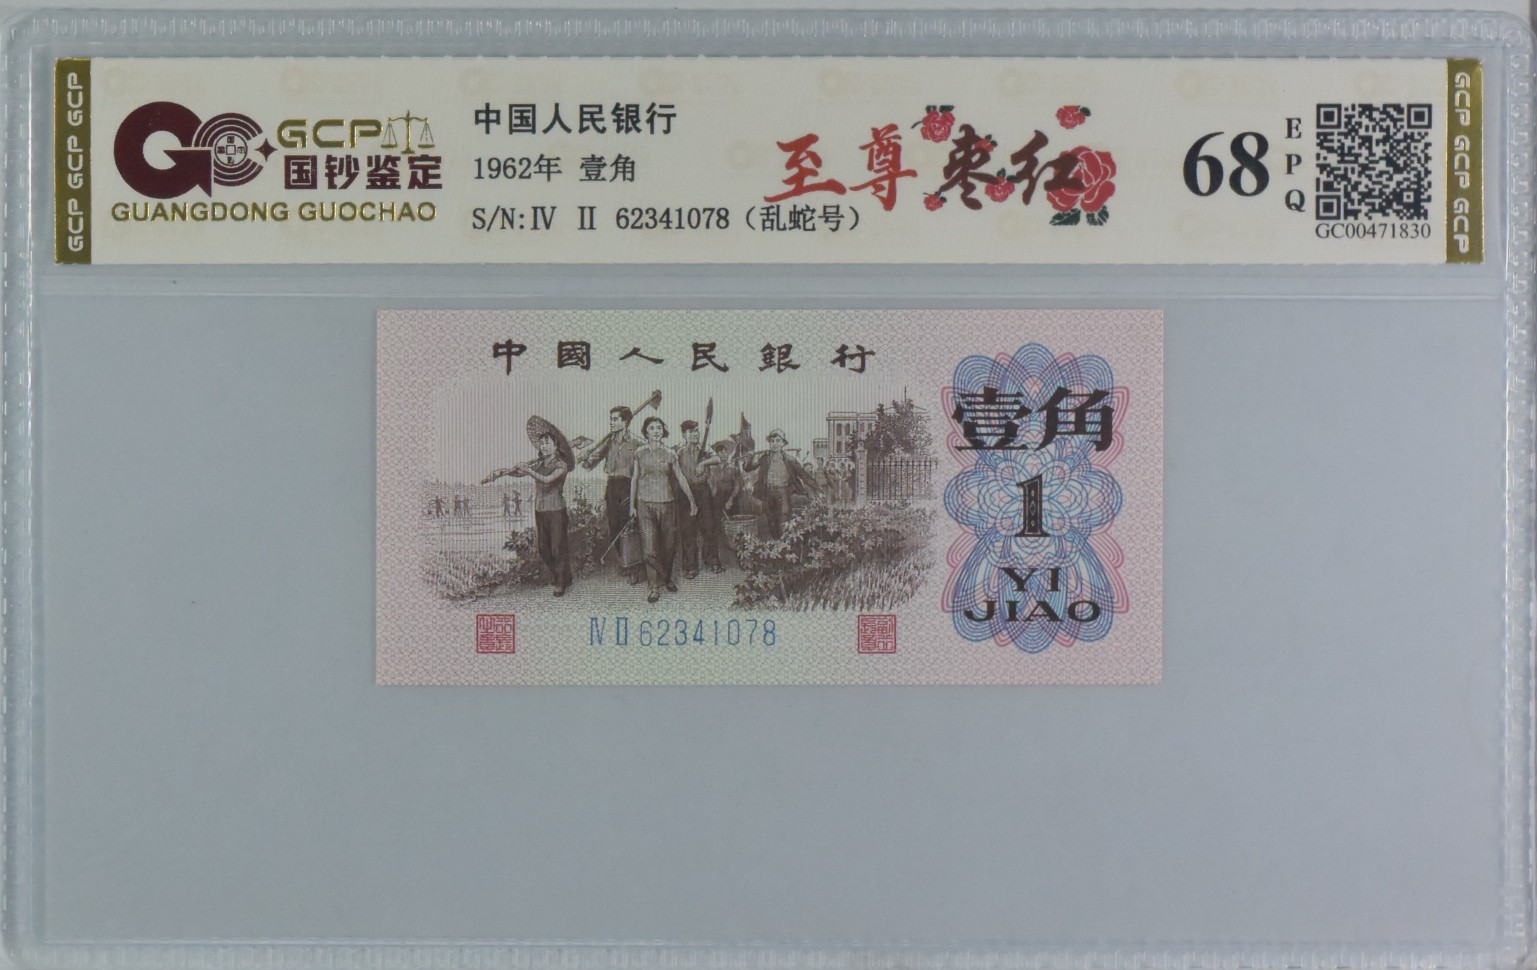 GCP GCP GCP
GCP
国钞鉴定
GUANGDONG GUOCHAO
中国人民银行
1962年 壹角
S/N:Ⅳ Ⅱ 62341078（乱蛇号）
至尊枣红
68
EPQ
GC00471830
GCP GCP GCP
中國人民銀行
壹角
1
YI
JIAO
Ⅳ Ⅱ 62341078